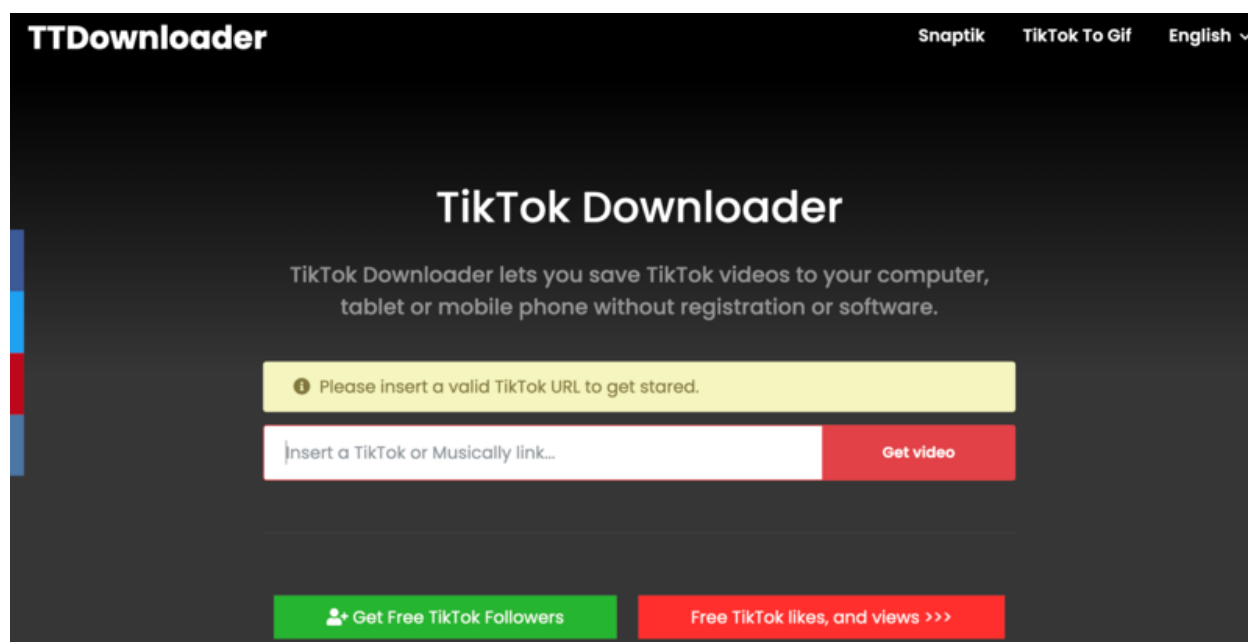 TTDownloader
Snaptik TikTok To Gif English
TikTok Downloader
TikTok Downloader lets you save TikTok videos to your computer,
tablet or mobile phone without registration or software.
Please insert a valid TikTok URL to get stared.
Insert a TikTok or Musically link...
Get video
Get Free TikTok Followers
Free TikTok likes, and views >>>